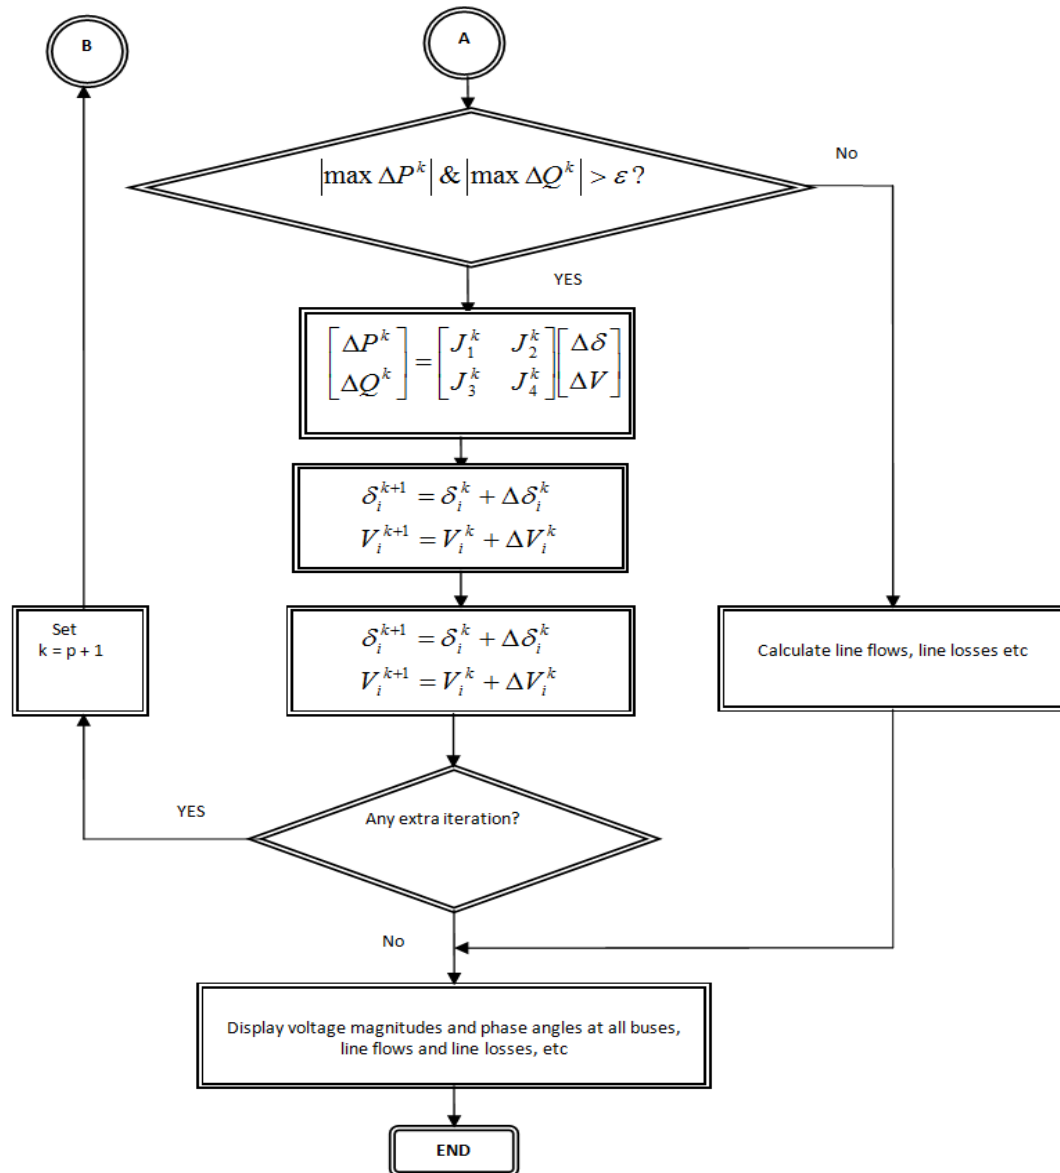 B
A
|max ΔP^k| & |max ΔQ^k| > ε ?
No
YES
[ΔP^k] = [J_1^k J_2^k] [Δδ]
[ΔQ^k] [J_3^k J_4^k] [ΔV]
δ_i^{k+1} = δ_i^k + Δδ_i^k
V_i^{k+1} = V_i^k + ΔV_i^k
Set
k = p + 1
δ_i^{k+1} = δ_i^k + Δδ_i^k
V_i^{k+1} = V_i^k + ΔV_i^k
Calculate line flows, line losses etc
YES
Any extra iteration?
No
Display voltage magnitudes and phase angles at all buses,
line flows and line losses, etc
END